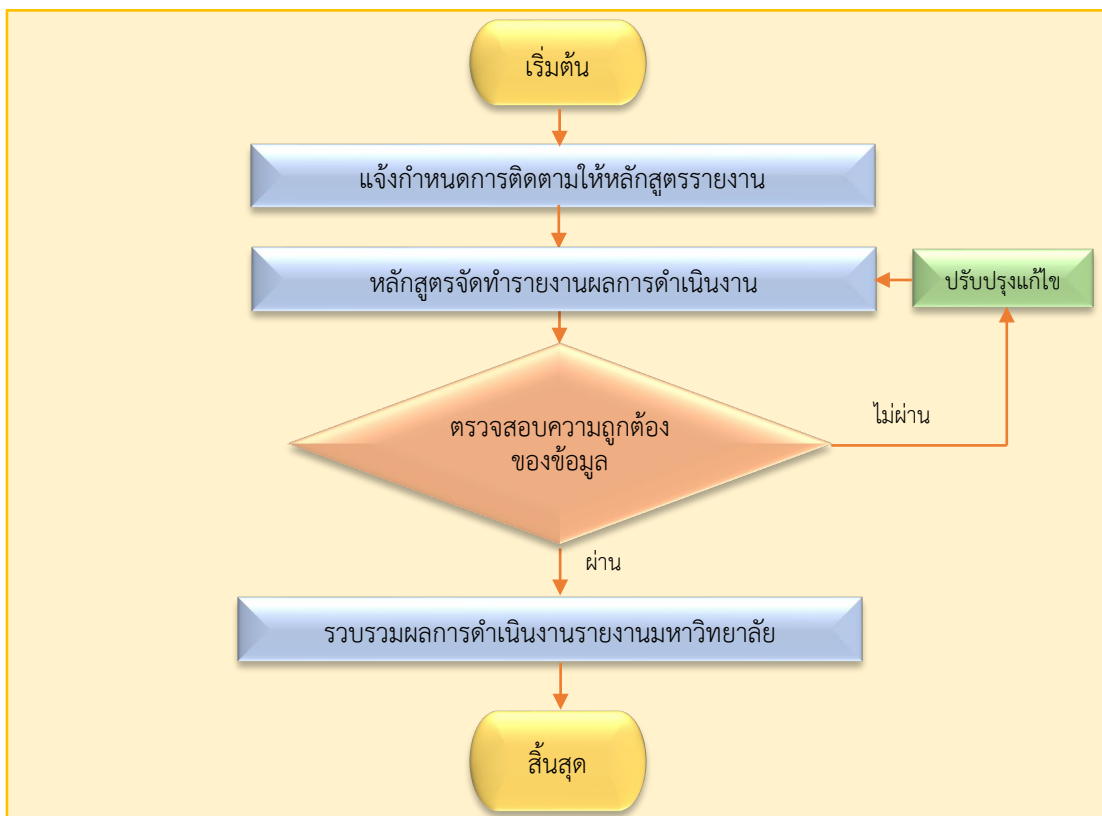 เริ่มต้น
แจ้งกำหนดการติดตามให้หลักสูตรรายงาน
หลักสูตรจัดทำรายงานผลการดำเนินงาน
ปรับปรุงแก้ไข
ตรวจสอบความถูกต้อง
ของข้อมูล
ไม่ผ่าน
ผ่าน
รวบรวมผลการดำเนินงานรายงานมหาวิทยาลัย
สิ้นสุด